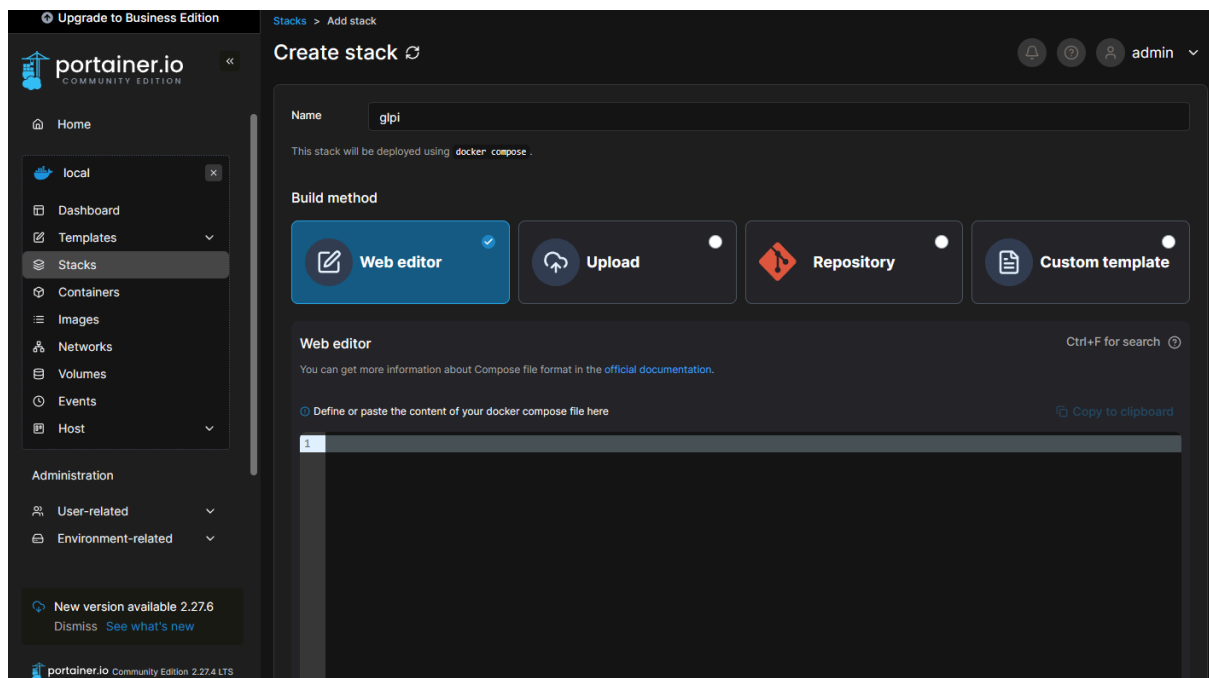 Upgrade to Business Edition
portainer.io
COMMUNITY EDITION
«
Home
local
×
Dashboard
Templates
Stacks
Containers
Images
Networks
Volumes
Events
Host
Administration
User-related
Environment-related
New version available 2.27.6
Dismiss See what's new
portainer.io Community Edition 2.27.4 LTS
Stacks > Add stack
Create stack
admin
Name glpi
This stack will be deployed using docker compose.
Build method
Web editor
Upload
Repository
Custom template
Web editor
Ctrl+F for search
You can get more information about Compose file format in the official documentation.
Define or paste the content of your docker compose file here
Copy to clipboard
1